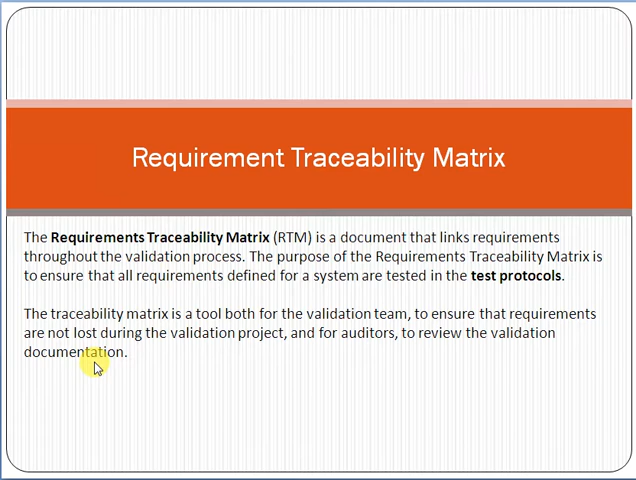 Requirement Traceability Matrix
The Requirements Traceability Matrix (RTM) is a document that links requirements
throughout the validation process. The purpose of the Requirements Traceability Matrix is
to ensure that all requirements defined for a system are tested in the test protocols.
The traceability matrix is a tool both for the validation team, to ensure that requirements
are not lost during the validation project, and for auditors, to review the validation
documentation.